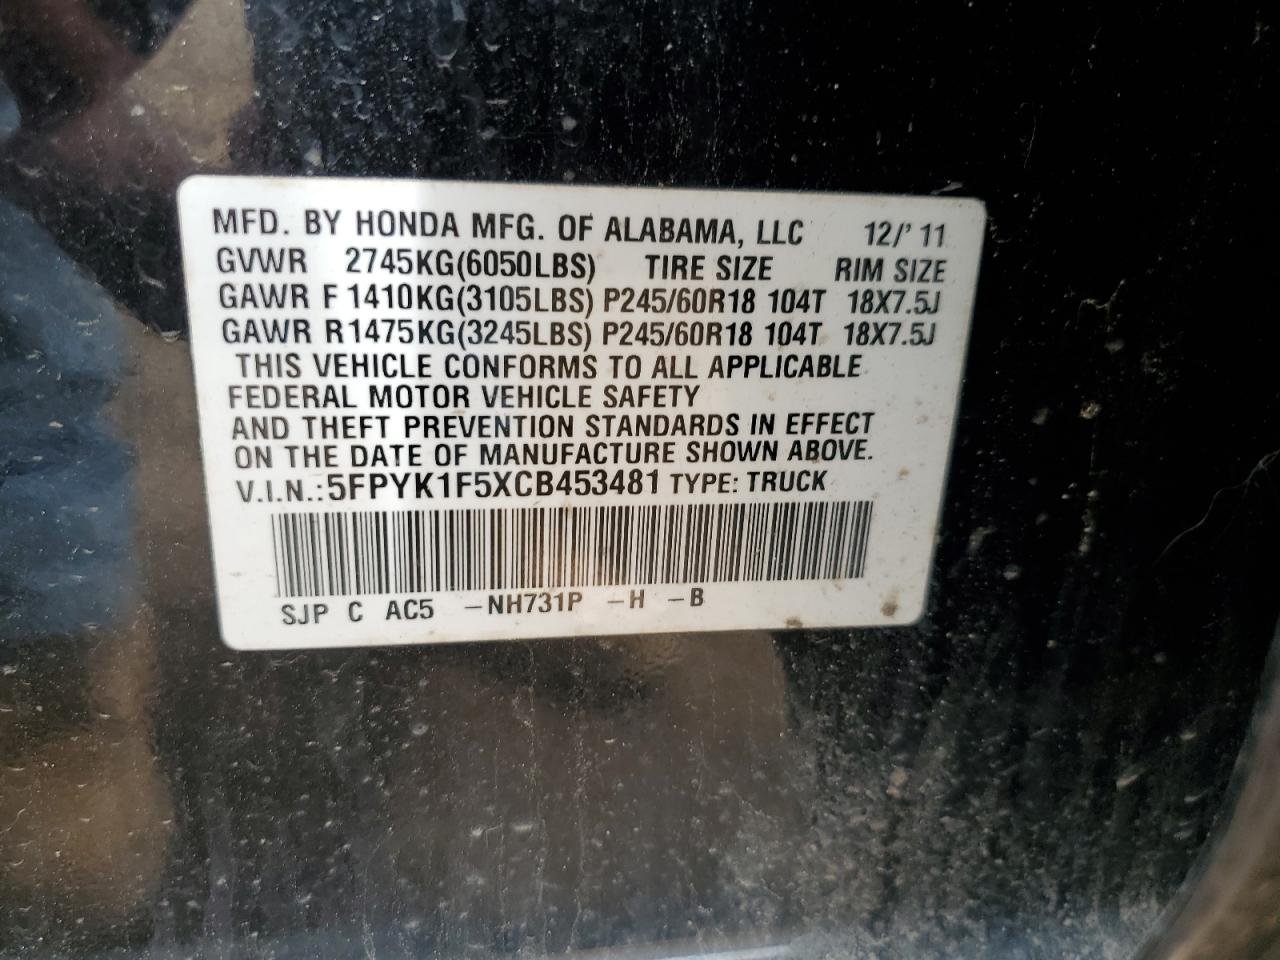 MFD. BY HONDA MFG. OF ALABAMA, LLC 12/'11
GVWR 2745KG(6050LBS) TIRE SIZE RIM SIZE
GAWR F 1410KG(3105LBS) P245/60R18 104T 18X7.5J
GAWR R 1475KG(3245LBS) P245/60R18 104T 18X7.5J
THIS VEHICLE CONFORMS TO ALL APPLICABLE
FEDERAL MOTOR VEHICLE SAFETY
AND THEFT PREVENTION STANDARDS IN EFFECT
ON THE DATE OF MANUFACTURE SHOWN ABOVE.
V.I.N.:5FPYK1F5XCB453481 TYPE: TRUCK
SJP C AC5 -NH731P -H -B